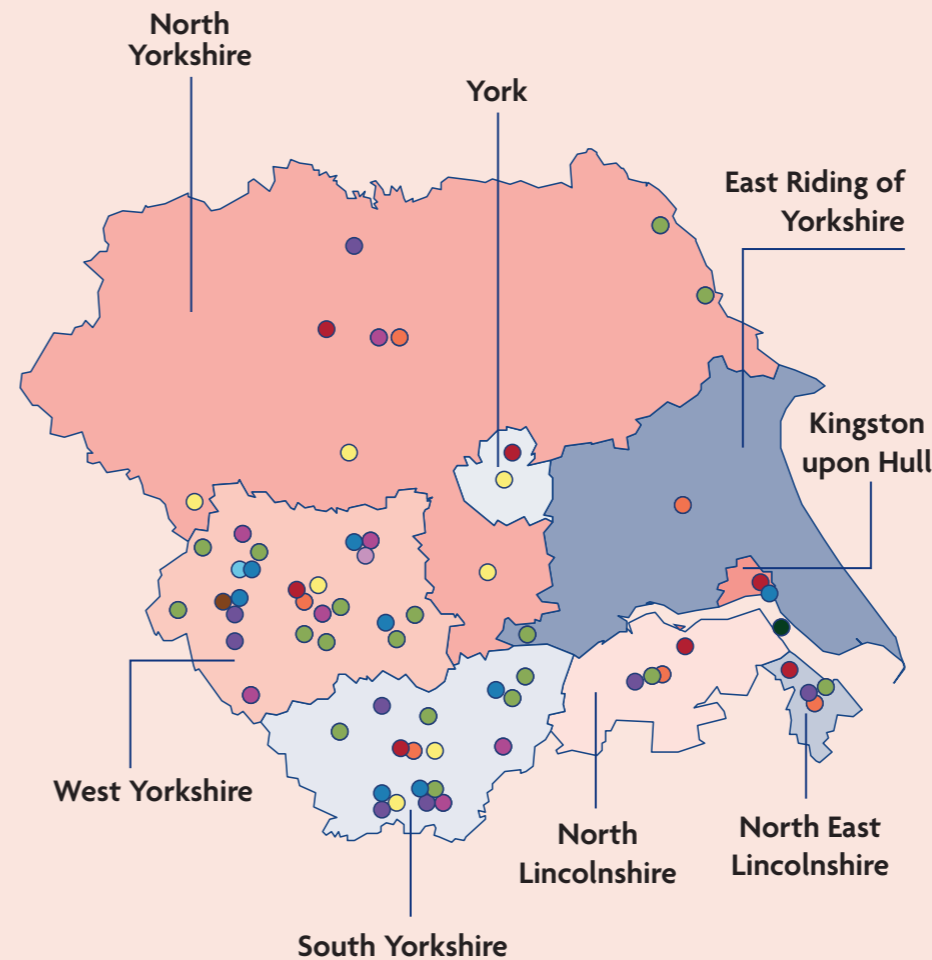 North
Yorkshire
York
East Riding of
Yorkshire
Kingston
upon Hull
West Yorkshire
North
Lincolnshire
North East
Lincolnshire
South Yorkshire